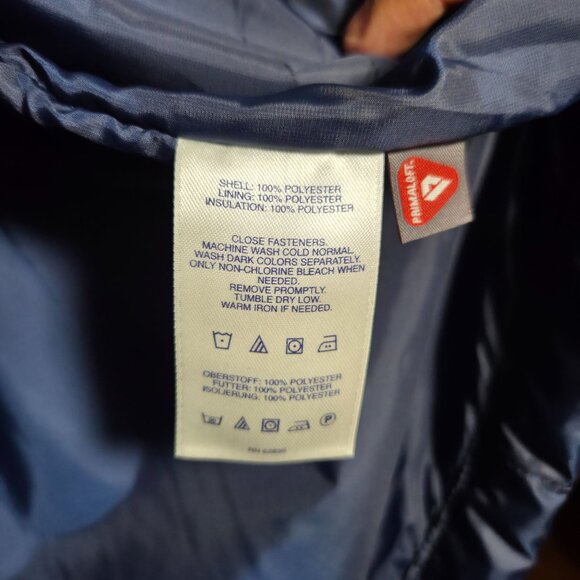 SHELL: 100% POLYESTER
LINING: 100% POLYESTER
INSULATION: 100% POLYESTER
CLOSE FASTENERS.
MACHINE WASH COLD NORMAL.
WASH DARK COLORS SEPARATELY.
ONLY NON-CHLORINE BLEACH WHEN
NEEDED.
REMOVE PROMPTLY.
TUMBLE DRY LOW.
WARM IRON IF NEEDED.
OBERSTOFF: 100% POLYESTER
FUTTER: 100% POLYESTER
ISOLIERUNG: 100% POLYESTER
P
PRIMALOFT